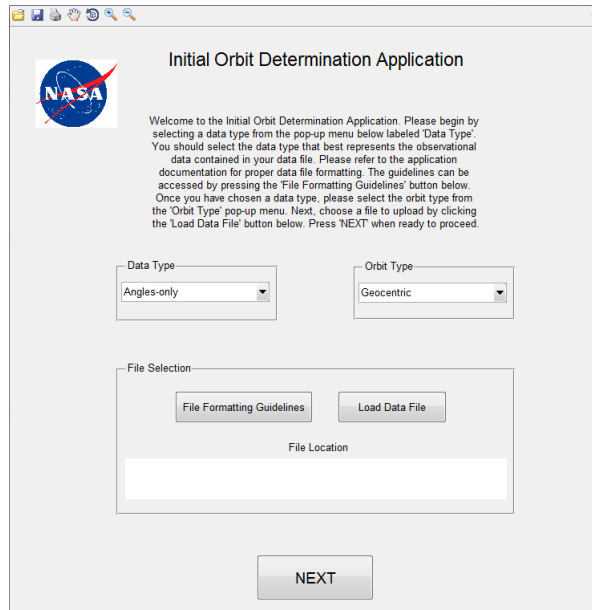 Initial Orbit Determination Application
NASA
Welcome to the Initial Orbit Determination Application. Please begin by
selecting a data type from the pop-up menu below labeled 'Data Type'.
You should select the data type that best represents the observational
data contained in your data file. Please refer to the application
documentation for proper data file formatting. The guidelines can be
accessed by pressing the 'File Formatting Guidelines' button below.
Once you have chosen a data type, please select the orbit type from
the 'Orbit Type' pop-up menu. Next, choose a file to upload by clicking
the 'Load Data File' button below. Press 'NEXT' when ready to proceed.
Data Type
Angles-only
Orbit Type
Geocentric
File Selection
File Formatting Guidelines
Load Data File
File Location
NEXT